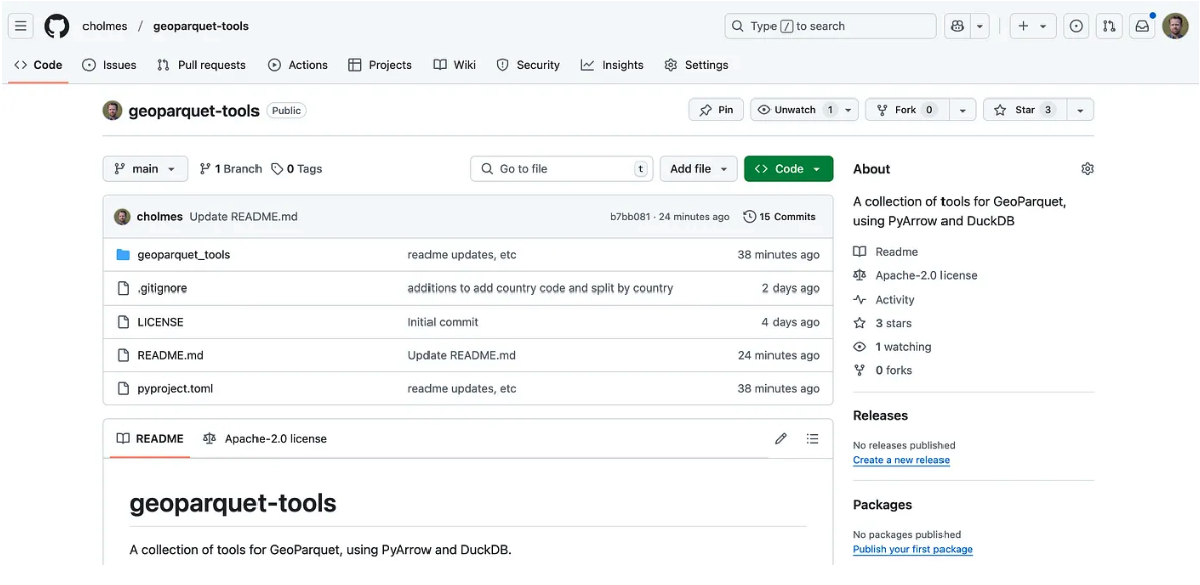 cholmes / geoparquet-tools
Type / to search
Code Issues Pull requests Actions Projects Wiki Security Insights Settings
geoparquet-tools Public
Pin Unwatch 1 Fork 0 Star 3
main 1 Branch 0 Tags
Go to file t Add file Code
cholmes Update README.md b7bb081 · 24 minutes ago 15 Commits
geoparquet_tools readme updates, etc 38 minutes ago
.gitignore additions to add country code and split by country 2 days ago
LICENSE Initial commit 4 days ago
README.md Update README.md 24 minutes ago
pyproject.toml readme updates, etc 38 minutes ago
README Apache-2.0 license
geoparquet-tools
A collection of tools for GeoParquet, using PyArrow and DuckDB.
About
A collection of tools for GeoParquet,
using PyArrow and DuckDB
Readme
Apache-2.0 license
Activity
3 stars
1 watching
0 forks
Releases
No releases published
Create a new release
Packages
No packages published
Publish your first package